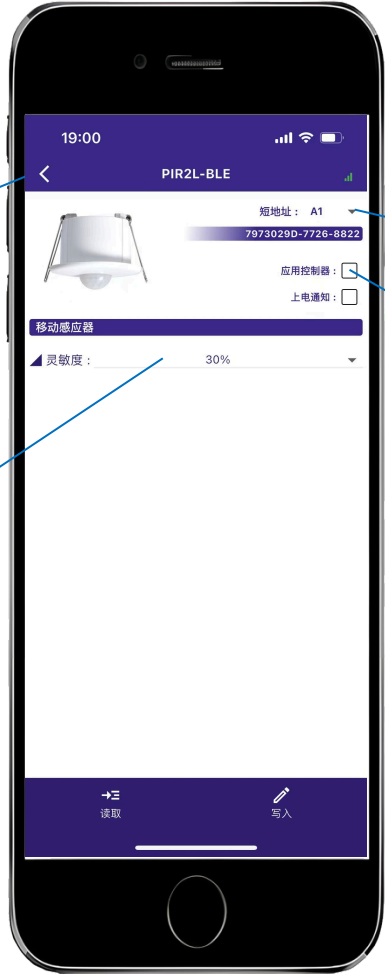 19:00
PIR2L-BLE
短地址： A1
7973029D-7726-8822
应用控制器：
上电通知：
移动感应器
灵敏度： 30%
读取 写入